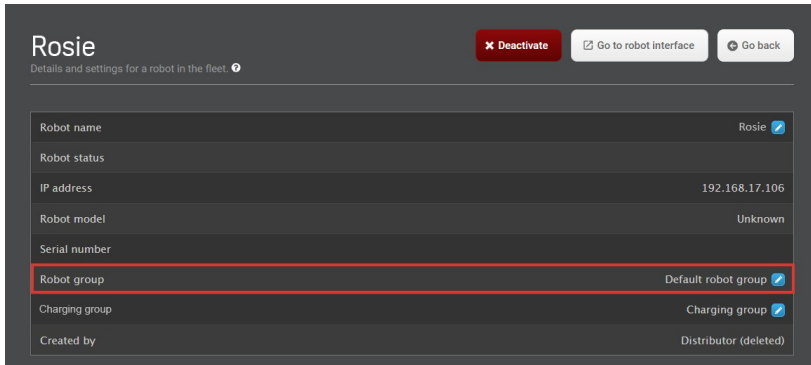 Rosie
Deactivate
Go to robot interface
Go back
Details and settings for a robot in the fleet. ?
Robot name Rosie
Robot status
IP address 192.168.17.106
Robot model Unknown
Serial number
Robot group Default robot group
Charging group Charging group
Created by Distributor (deleted)